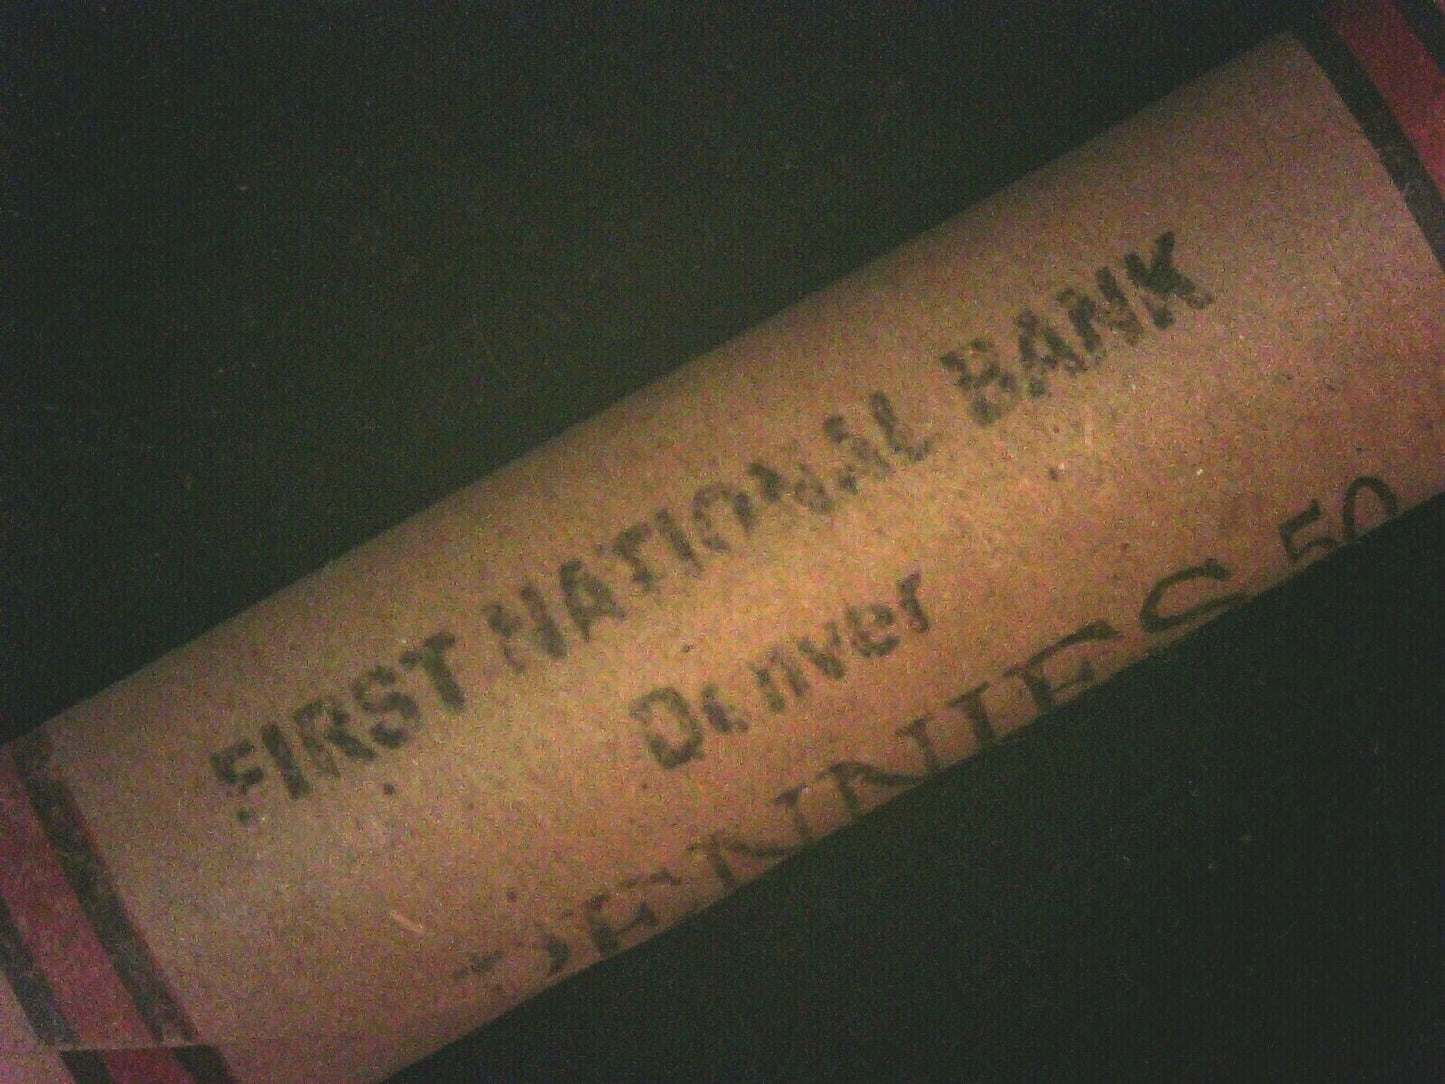 FIRST NATIONAL BANK
Denver
PENNIES 50